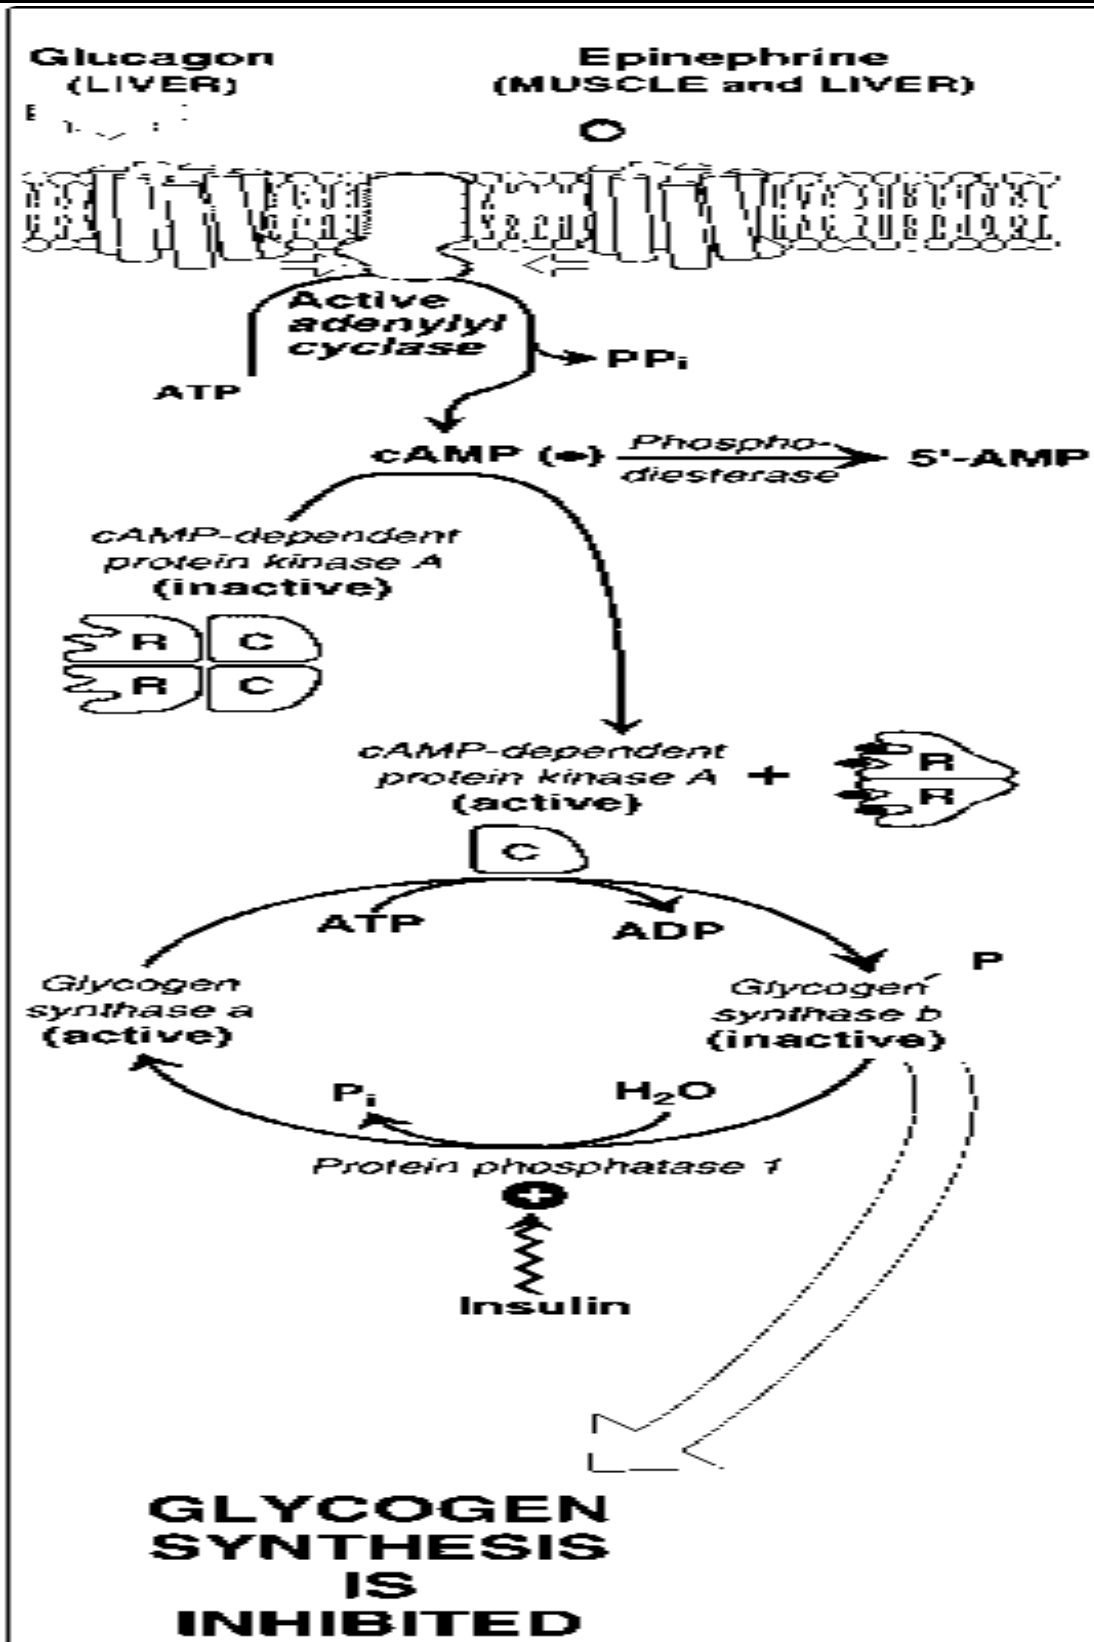 Glucagon
(LIVER)
Epinephrine
(MUSCLE and LIVER)
Active
adenylyl
cyclase
PPi
ATP
cAMP (•)
Phospho-
diesterase
5'-AMP
cAMP-dependent
protein kinase A
(inactive)
R C
R C
cAMP-dependent
protein kinase A
(active)
+
R
R
C
ATP
ADP
P
Glycogen
synthase a
(active)
Glycogen
synthase b
(inactive)
Pi
H2O
Protein phosphatase 1
+
Insulin
GLYCOGEN
SYNTHESIS
IS
INHIBITED